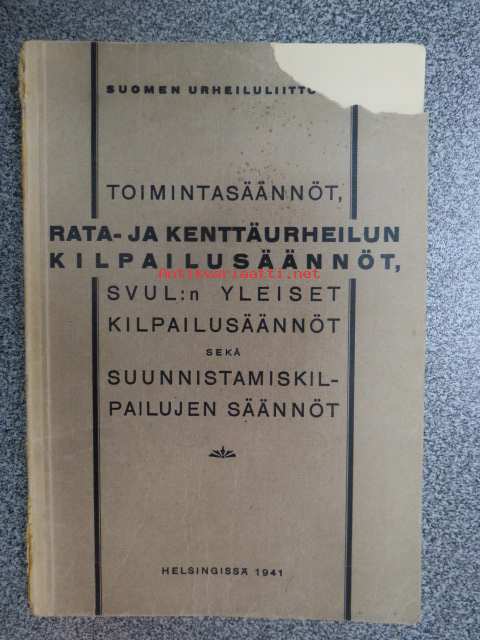 SUOMEN URHEILULIITTO
TOIMINTASÄÄNNÖT,
RATA- JA KENTTÄURHEILUN
KILPAILUSÄÄNNÖT,
Antikvariaatti.net
SVUL:n YLEISET
KILPAILUSÄÄNNÖT
SEKÄ
SUUNNISTAMISKIL-
PAILUJEN SÄÄNNÖT
HELSINGISSÄ 1941